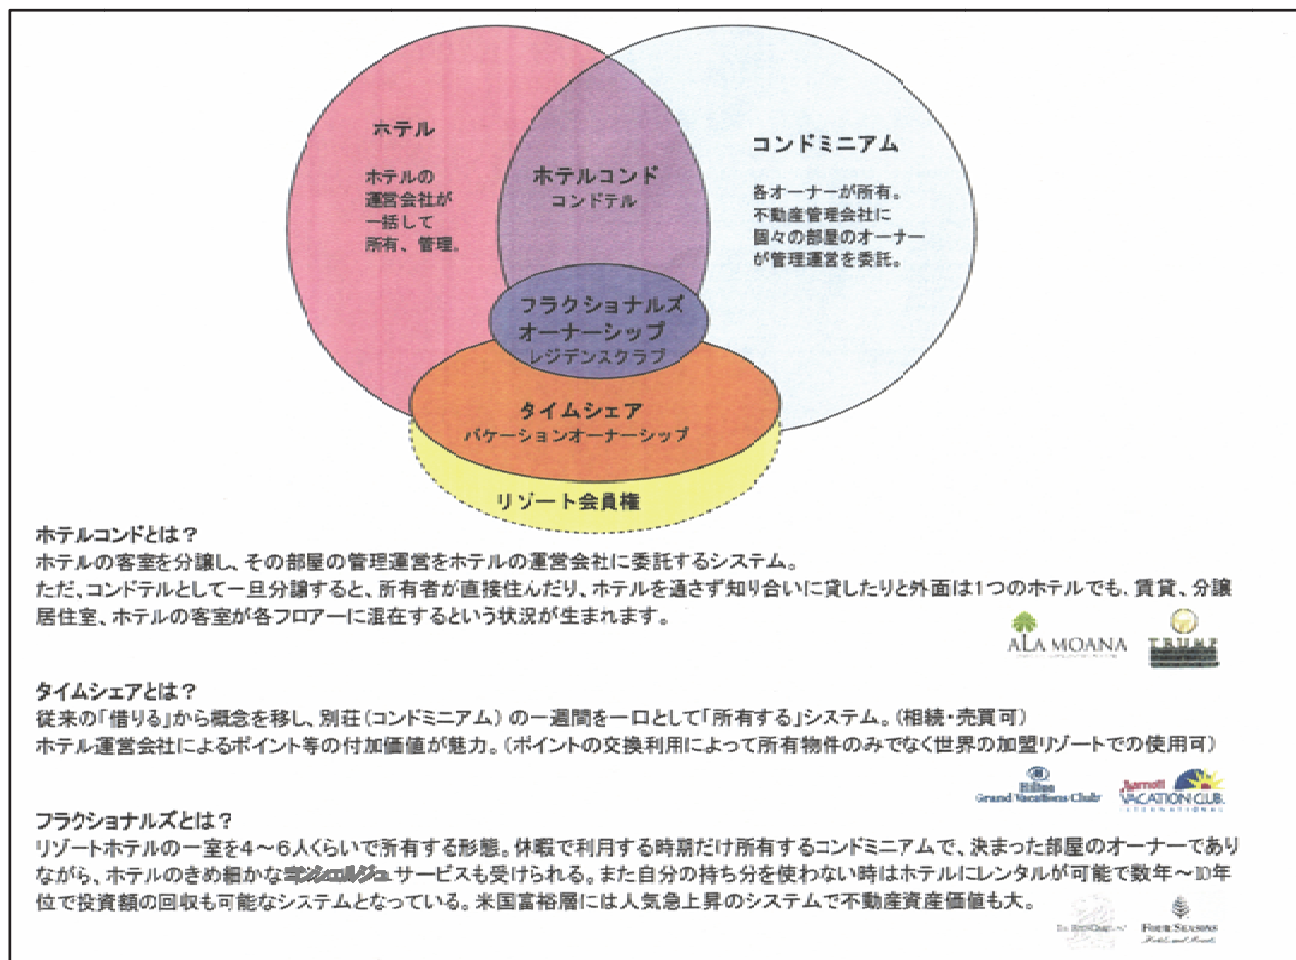 ホテル
ホテルの
運営会社が
一括して
所有、管理。
ホテルコンド
コンドテル
コンドミニアム
各オーナーが所有。
不動産管理会社に
個々の部屋のオーナー
が管理運営を委託。
フラクショナルズ
オーナーシップ
レジデンスクラブ
タイムシェア
バケーションオーナーシップ
リゾート会員権
ホテルコンドとは？
ホテルの客室を分譲し、その部屋の管理運営をホテルの運営会社に委託するシステム。
ただ、コンドテルとして一旦分譲すると、所有者が直接住んだり、ホテルを通さず知り合いに貸したりと外面は1つのホテルでも、賃貸、分譲
居住室、ホテルの客室が各フロアーに混在するという状況が生まれます。
ALA MOANA
TRUMP
タイムシェアとは？
従来の「借りる」から概念を移し、別荘（コンドミニアム）の一週間を一口として「所有する」システム。（相続・売買可）
ホテル運営会社によるポイント等の付加価値が魅力。（ポイントの交換利用によって所有物件のみでなく世界の加盟リゾートでの使用可）
Hilton
Grand Vacations Club
Marriott
VACATION CLUB
INTERNATIONAL
フラクショナルズとは？
リゾートホテルの一室を４～６人くらいで所有する形態。休暇で利用する時期だけ所有するコンドミニアムで、決まった部屋のオーナーであり
ながら、ホテルのきめ細かなコンシェルジュサービスも受けられる。また自分の持ち分を使わない時はホテルにレンタルが可能で数年～10年
位で投資額の回収も可能なシステムとなっている。米国富裕層には人気急上昇のシステムで不動産資産価値も大。
FOUR SEASONS
Hotels and Resorts